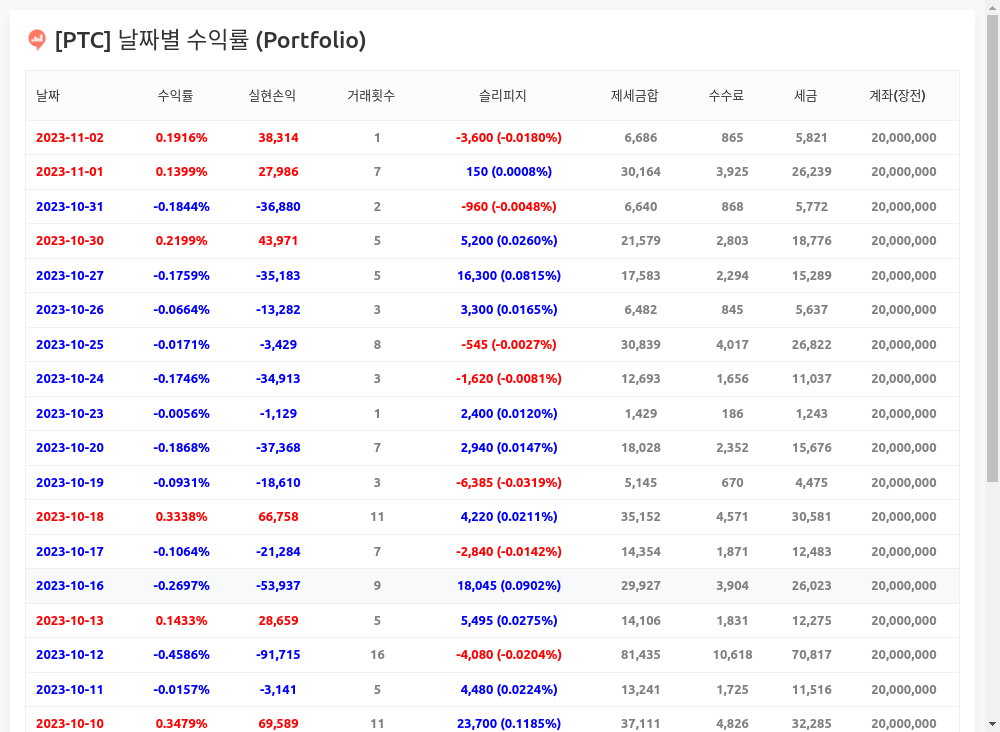 [PTC] 날짜별 수익률 (Portfolio)
날짜 수익률 실현손익 거래횟수 슬리피지 제세금합 수수료 세금 계좌(장전)
2023-11-02 0.1916% 38,314 1 -3,600 (-0.0180%) 6,686 865 5,821 20,000,000
2023-11-01 0.1399% 27,986 7 150 (0.0008%) 30,164 3,925 26,239 20,000,000
2023-10-31 -0.1844% -36,880 2 -960 (-0.0048%) 6,640 868 5,772 20,000,000
2023-10-30 0.2199% 43,971 5 5,200 (0.0260%) 21,579 2,803 18,776 20,000,000
2023-10-27 -0.1759% -35,183 5 16,300 (0.0815%) 17,583 2,294 15,289 20,000,000
2023-10-26 -0.0664% -13,282 3 3,300 (0.0165%) 6,482 845 5,637 20,000,000
2023-10-25 -0.0171% -3,429 8 -545 (-0.0027%) 30,839 4,017 26,822 20,000,000
2023-10-24 -0.1746% -34,913 3 -1,620 (-0.0081%) 12,693 1,656 11,037 20,000,000
2023-10-23 -0.0056% -1,129 1 2,400 (0.0120%) 1,429 186 1,243 20,000,000
2023-10-20 -0.1868% -37,368 7 2,940 (0.0147%) 18,028 2,352 15,676 20,000,000
2023-10-19 -0.0931% -18,610 3 -6,385 (-0.0319%) 5,145 670 4,475 20,000,000
2023-10-18 0.3338% 66,758 11 4,220 (0.0211%) 35,152 4,571 30,581 20,000,000
2023-10-17 -0.1064% -21,284 7 -2,840 (-0.0142%) 14,354 1,871 12,483 20,000,000
2023-10-16 -0.2697% -53,937 9 18,045 (0.0902%) 29,927 3,904 26,023 20,000,000
2023-10-13 0.1433% 28,659 5 5,495 (0.0275%) 14,106 1,831 12,275 20,000,000
2023-10-12 -0.4586% -91,715 16 -4,080 (-0.0204%) 81,435 10,618 70,817 20,000,000
2023-10-11 -0.0157% -3,141 5 4,480 (0.0224%) 13,241 1,725 11,516 20,000,000
2023-10-10 0.3479% 69,589 11 23,700 (0.1185%) 37,111 4,826 32,285 20,000,000